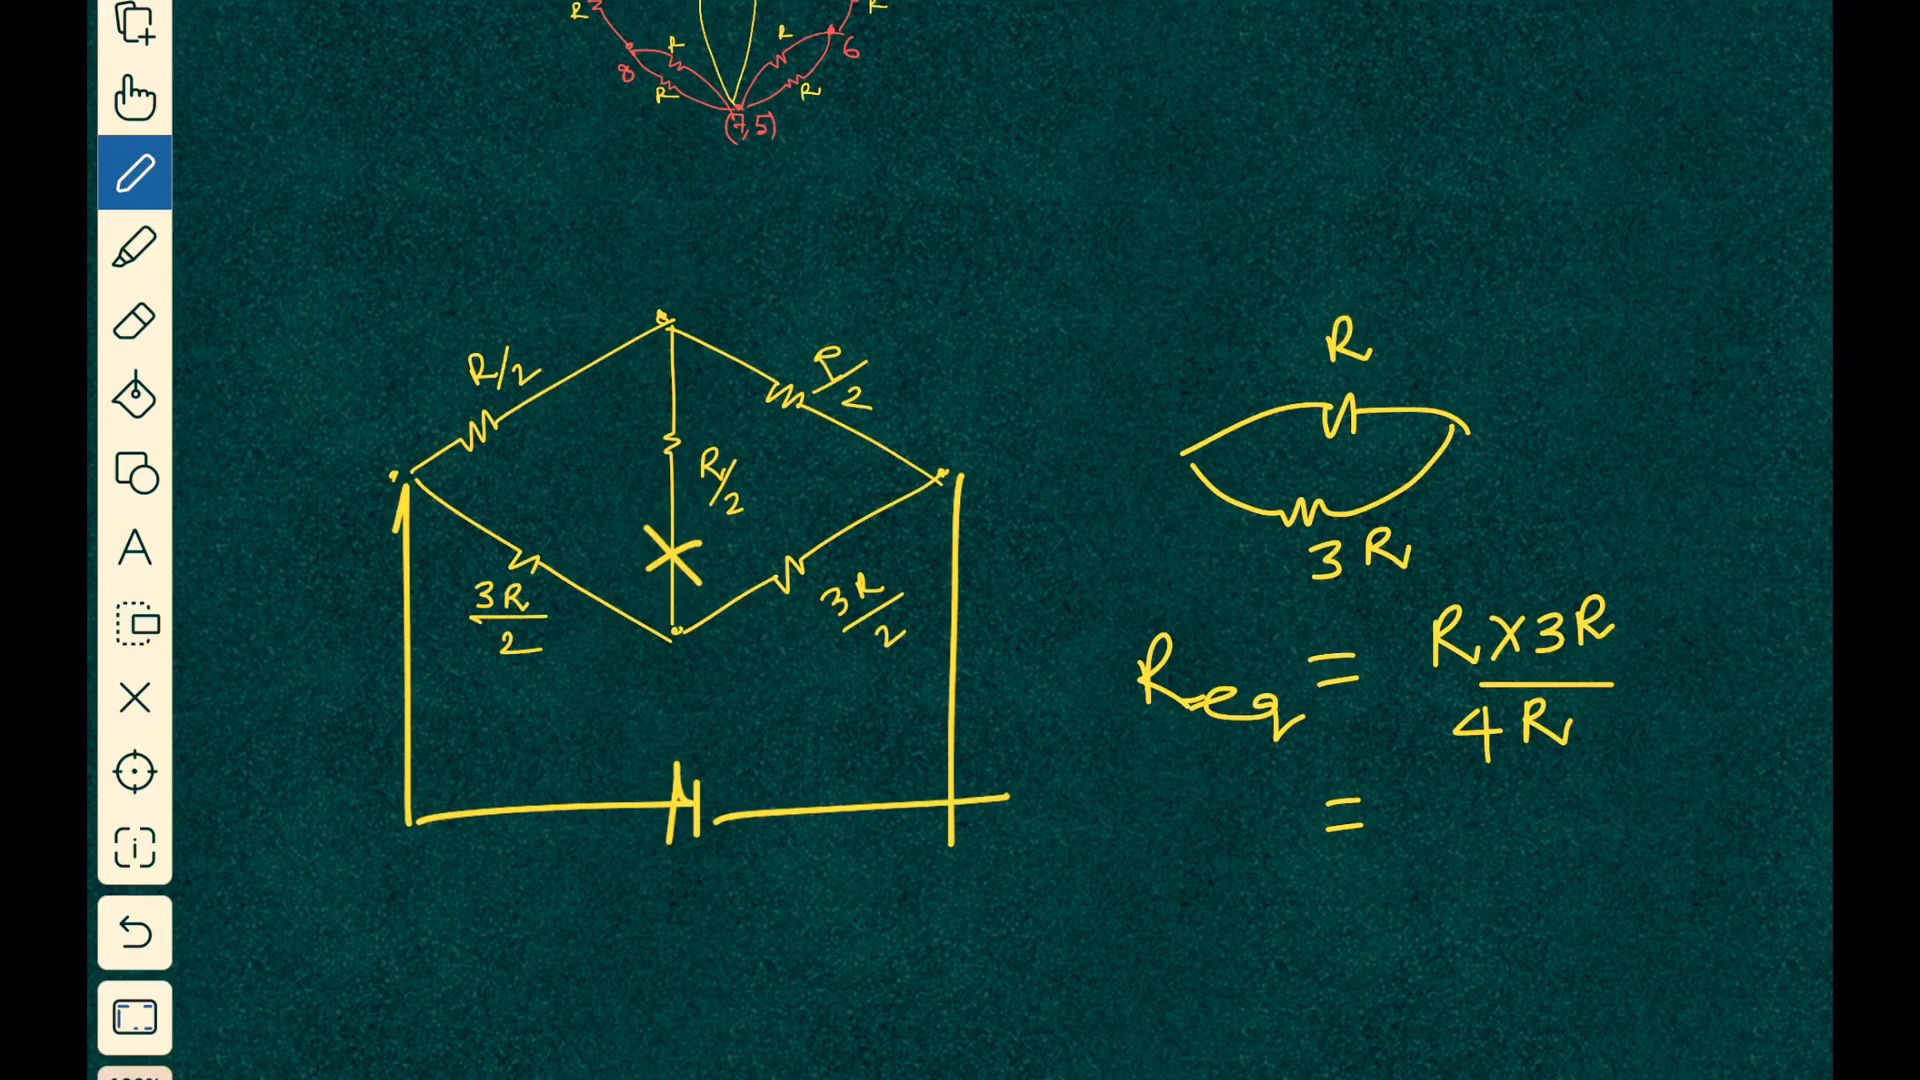 R R
R R
8 6
R R
(7,5)
R
R/2 R/2
R/2
3R/2 3R/2
3R
Req = R×3R/4R
=
A